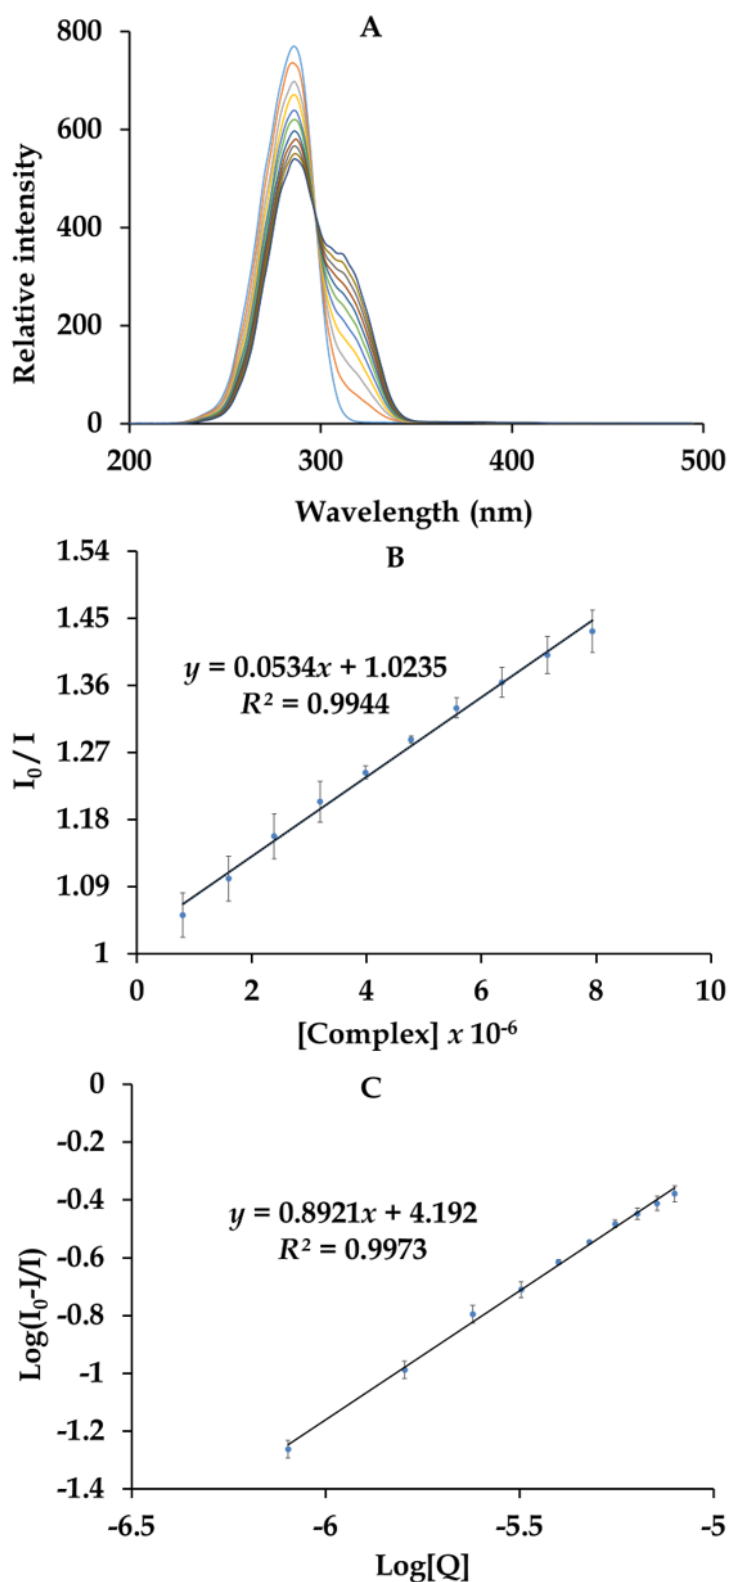 A
800
600
400
200
0
Relative intensity
200 300 400 500
Wavelength (nm)
B
1.54
1.45
1.36
1.27
1.18
1.09
1
I₀/ I
y = 0.0534x + 1.0235
R² = 0.9944
0 2 4 6 8 10
[Complex] x 10⁻⁶
C
0
-0.2
-0.4
-0.6
-0.8
-1
-1.2
-1.4
Log(I₀-I/I)
y = 0.8921x + 4.192
R² = 0.9973
-6.5 -6 -5.5 -5
Log[Q]